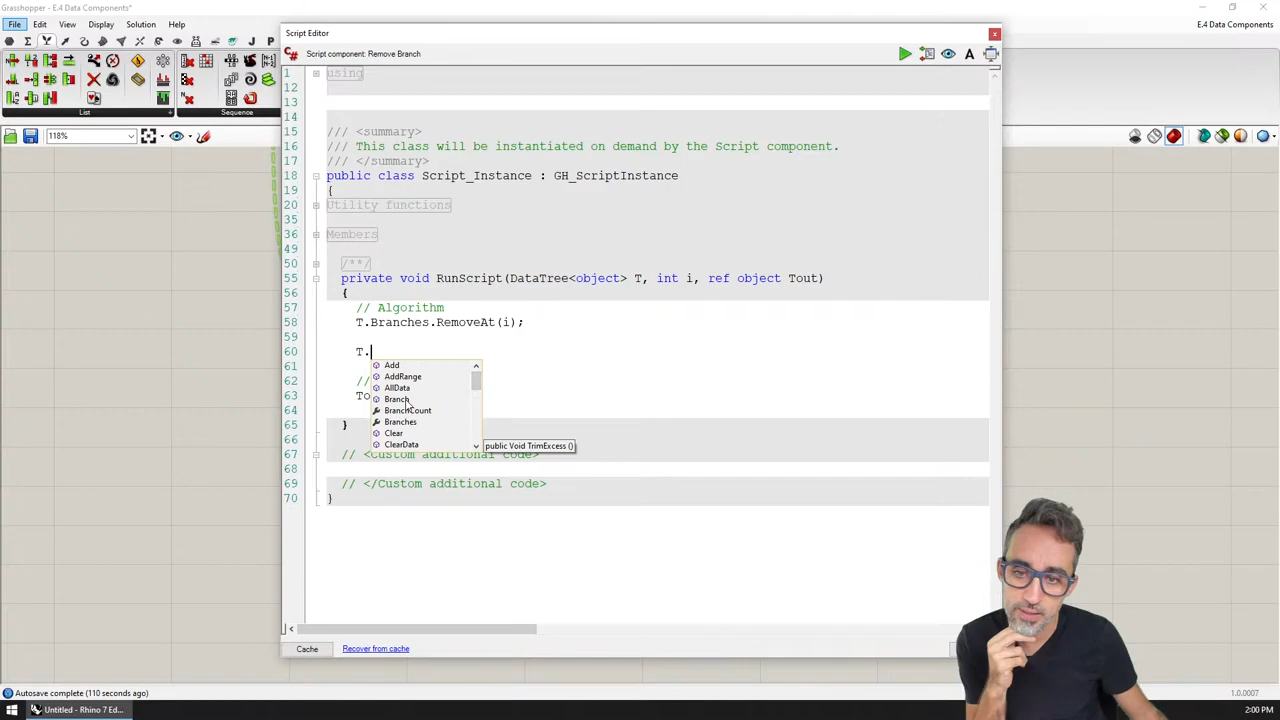 Grasshopper - E.4 Data Components*
File Edit View Display Solution Help
E.4 Data Components
List
Sequence
118%
Script Editor
Script component: Remove Branch
1 using
12
13
14
15 /// <summary>
16 /// This class will be instantiated on demand by the Script component.
17 /// </summary>
18 public class Script_Instance : GH_ScriptInstance
19 {
20 Utility functions
35
36 Members
49
50 /**/
55 private void RunScript(DataTree<object> T, int i, ref object Tout)
56 {
57 // Algorithm
58 T.Branches.RemoveAt(i);
59
60 T.
61
62 //
63 To
64
65 }
66
67 // <Custom additional code>
68
69 // </Custom additional code>
70 }
Add
AddRange
AllData
Branch
BranchCount
Branches
Clear
ClearData
public Void TrimExcess ()
Cache
Recover from cache
Autosave complete (110 seconds ago)
1.0.0007
Untitled - Rhino 7 Ed...
2:00 PM